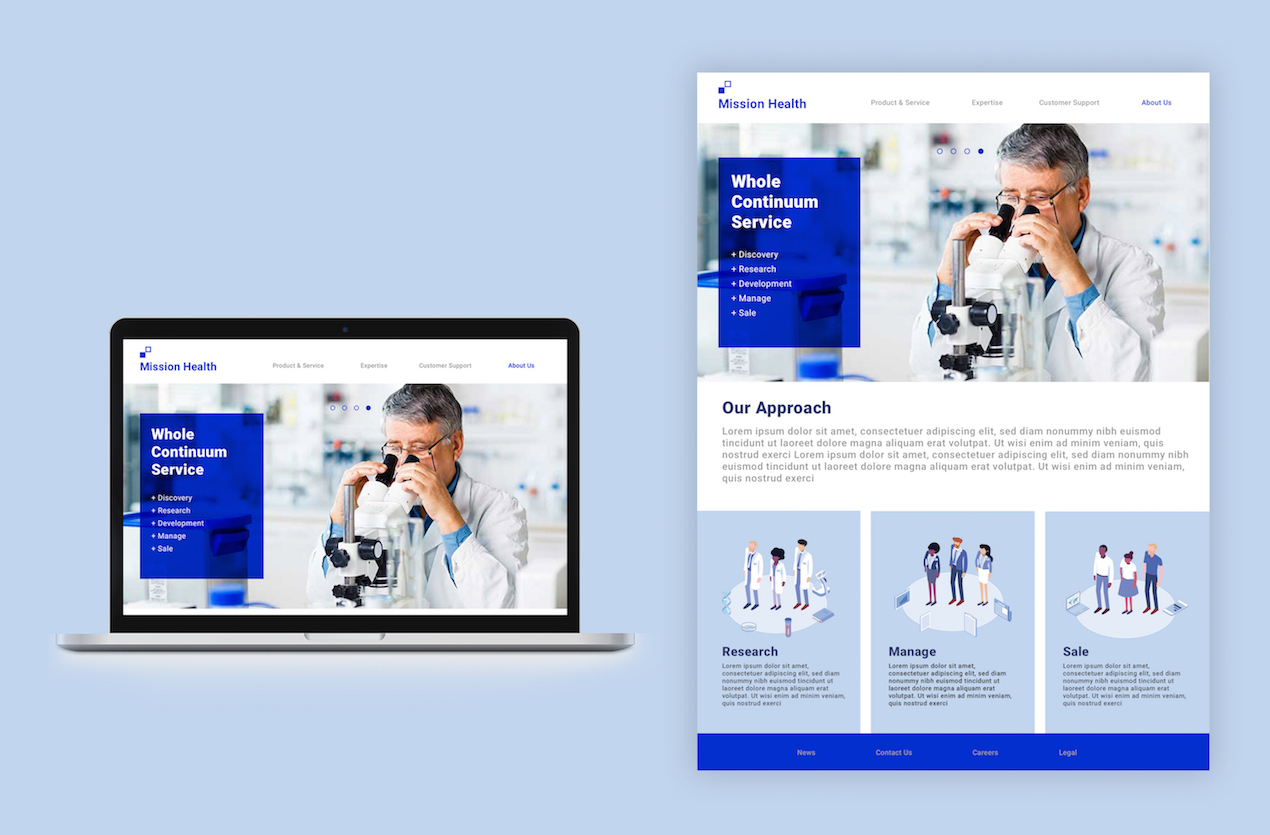 Mission Health
Product & Service
Expertise
Customer Support
About Us
Whole
Continuum
Service
+ Discovery
+ Research
+ Development
+ Manage
+ Sale
Mission Health
Product & Service
Expertise
Customer Support
About Us
Whole
Continuum
Service
+ Discovery
+ Research
+ Development
+ Manage
+ Sale
Our Approach
Lorem ipsum dolor sit amet, consectetuer adipiscing elit, sed diam nonummy nibh euismod
tincidunt ut laoreet dolore magna aliquam erat volutpat. Ut wisi enim ad minim veniam, quis
nostrud exerci Lorem ipsum dolor sit amet, consectetuer adipiscing elit, sed diam nonummy nibh
euismod tincidunt ut laoreet dolore magna aliquam erat volutpat. Ut wisi enim ad minim veniam,
quis nostrud exerci
Research
Lorem ipsum dolor sit amet,
consectetuer adipiscing elit, sed diam
nonummy nibh euismod tincidunt ut
laoreet dolore magna aliquam erat
volutpat. Ut wisi enim ad minim veniam,
quis nostrud exerci
Manage
Lorem ipsum dolor sit amet,
consectetuer adipiscing elit, sed diam
nonummy nibh euismod tincidunt ut
laoreet dolore magna aliquam erat
volutpat. Ut wisi enim ad minim veniam,
quis nostrud exerci
Sale
Lorem ipsum dolor sit amet,
consectetuer adipiscing elit, sed diam
nonummy nibh euismod tincidunt ut
laoreet dolore magna aliquam erat
volutpat. Ut wisi enim ad minim veniam,
quis nostrud exerci
News
Contact Us
Careers
Legal